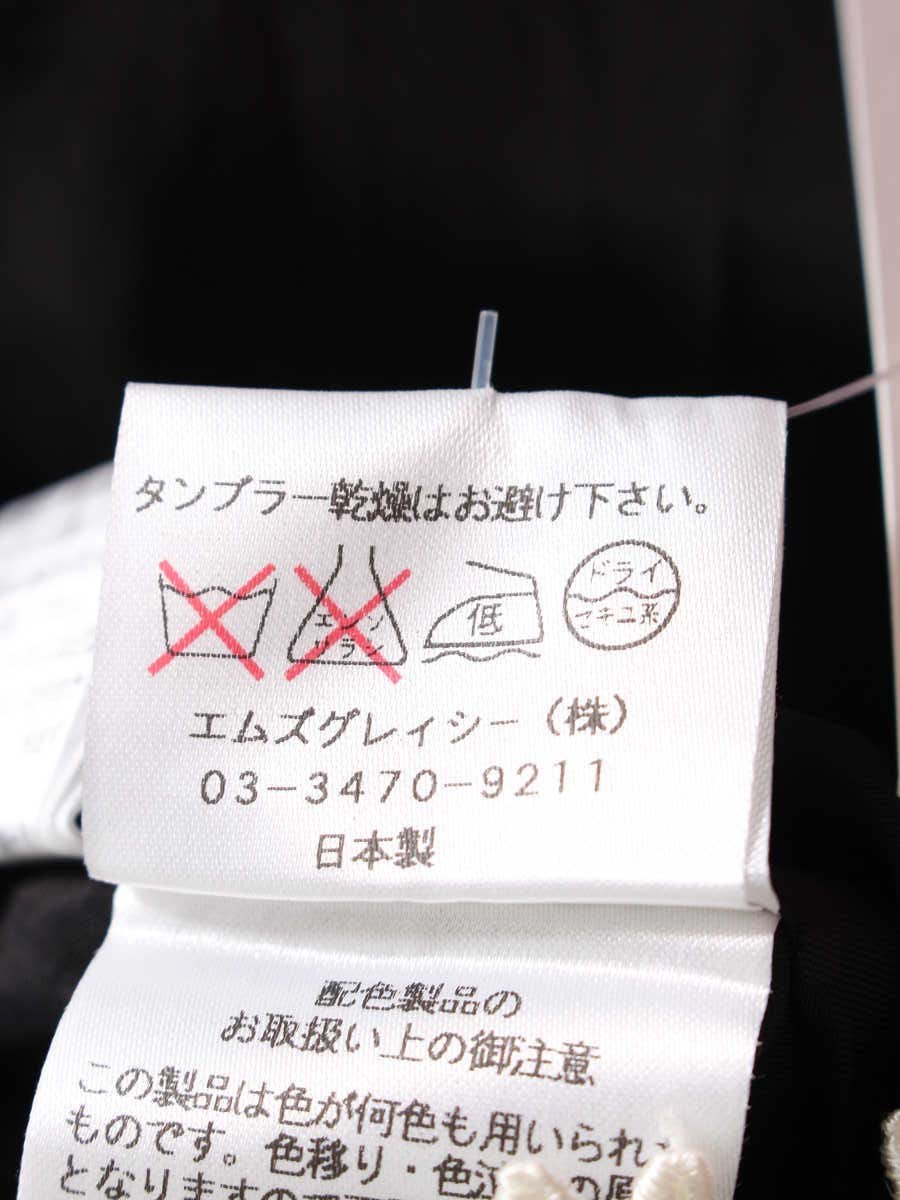 タンブラー乾燥はお避け下さい。
エンソ
サラシ
低
ドライ
セキユ系
エムズグレイシー（株）
03-3470-9211
日本製
配色製品の
お取扱い上の御注意
この製品は色が何色も用いられ
ものです。色移り・色
となりますの